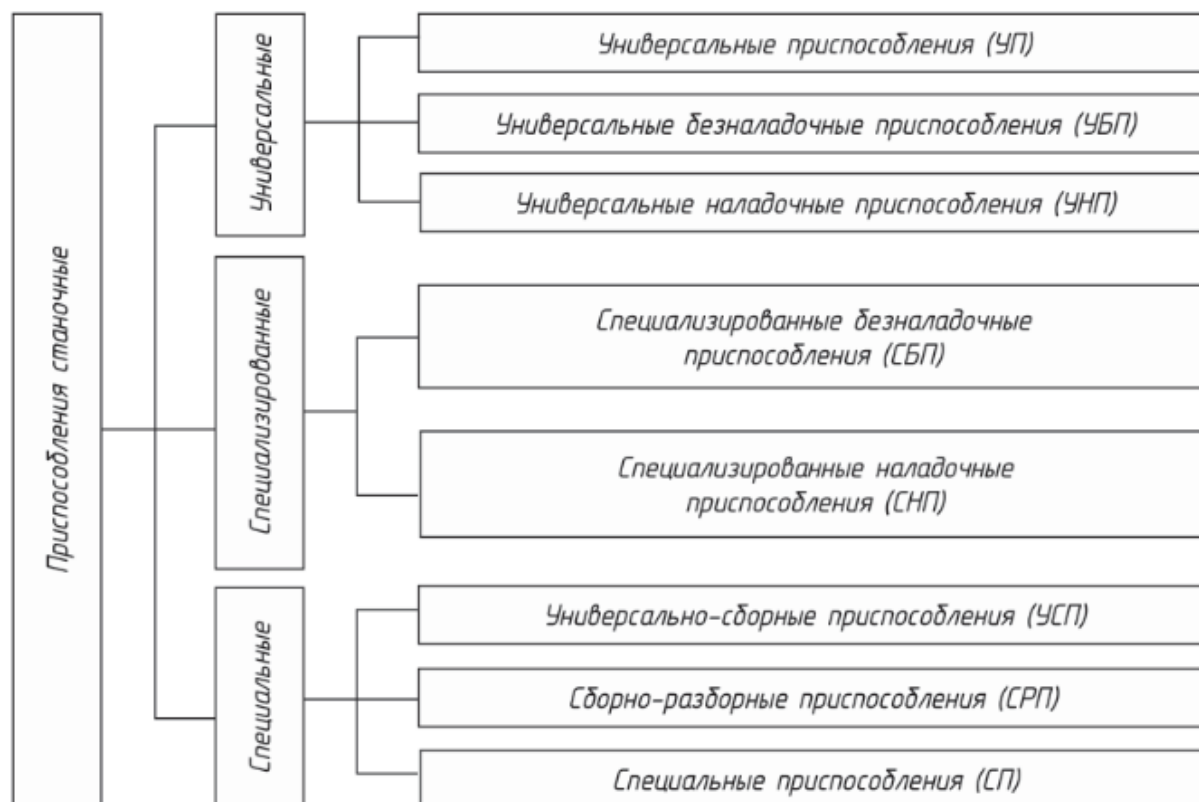 Приспособления станочные
Универсальные
Универсальные приспособления (УП)
Универсальные безналадочные приспособления (УБП)
Универсальные наладочные приспособления (УНП)
Специализированные
Специализированные безналадочные
приспособления (СБП)
Специализированные наладочные
приспособления (СНП)
Специальные
Универсально-сборные приспособления (УСП)
Сборно-разборные приспособления (СРП)
Специальные приспособления (СП)